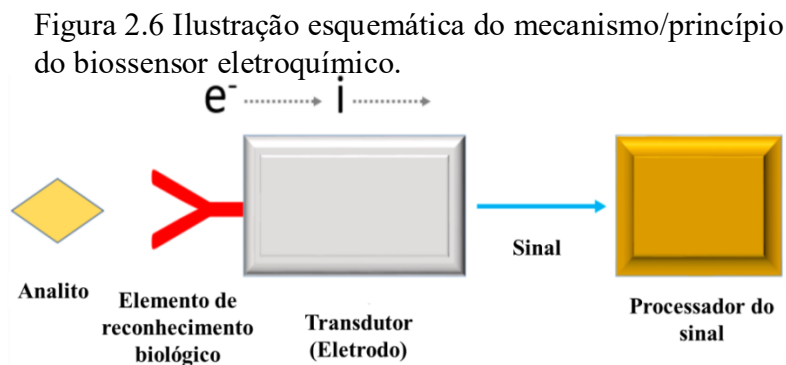 Figura 2.6 Ilustração esquemática do mecanismo/princípio
do biossensor eletroquímico.
e⁻ i
Analito
Elemento de
reconhecimento
biológico
Transdutor
(Eletrodo)
Sinal
Processador do
sinal